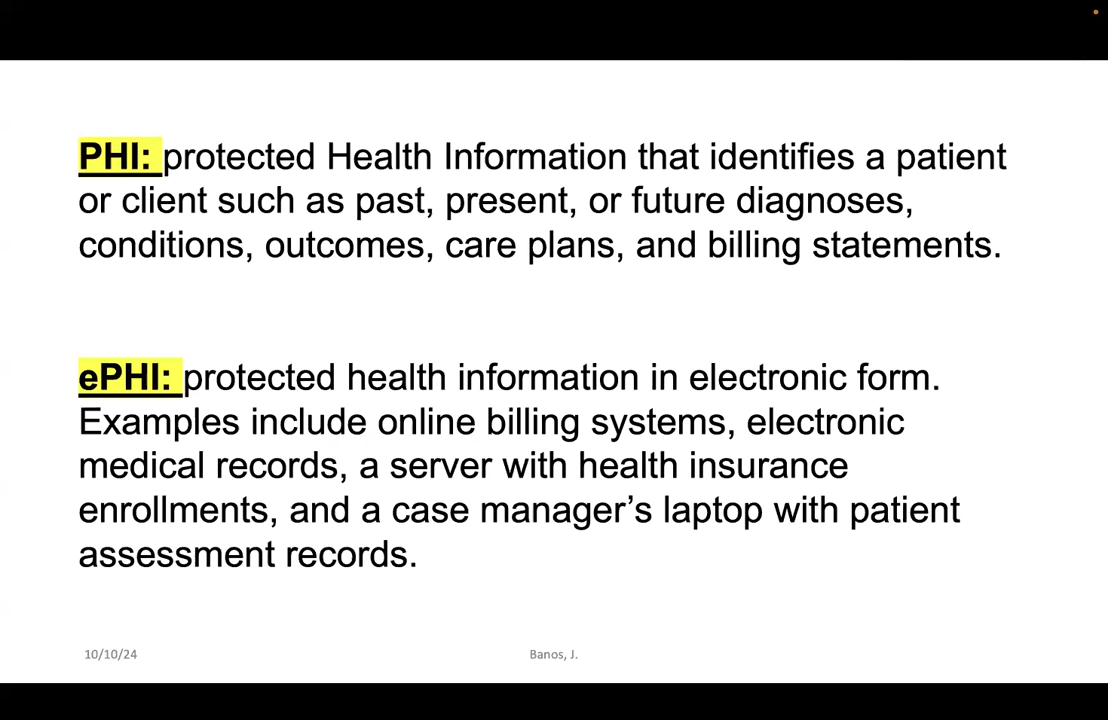 PHI: protected Health Information that identifies a patient
or client such as past, present, or future diagnoses,
conditions, outcomes, care plans, and billing statements.
ePHI: protected health information in electronic form.
Examples include online billing systems, electronic
medical records, a server with health insurance
enrollments, and a case manager’s laptop with patient
assessment records.
10/10/24
Banos, J.